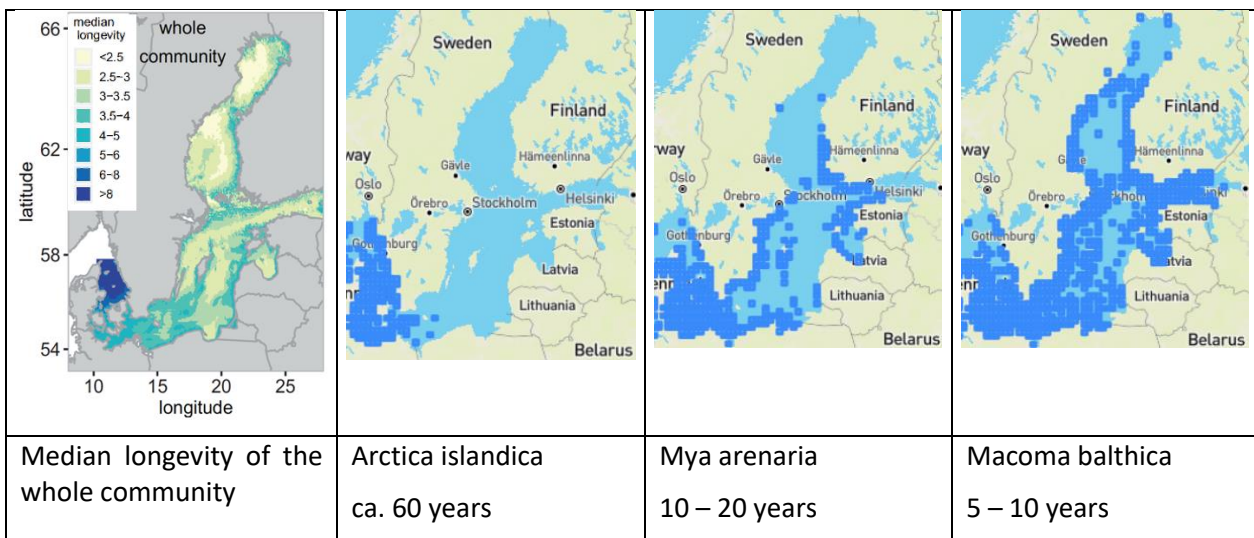 median
longevity
<2.5
2.5−3
3−3.5
3.5−4
4−5
5−6
6−8
>8
whole
community
66
62
58
54
latitude
10 15 20 25
longitude
Sweden
Finland
way
Gävle
Hämeenlinna
Oslo
Örebro
Stockholm
Helsinki
Estonia
Latvia
Lithuania
Belarus
Sweden
Finland
way
Gävle
Hämeenlinna
Oslo
Örebro
Helsinki
Gothenburg
Estonia
Lithuania
Belarus
Sweden
Finland
rway
Hämeenlinna
Oslo
Örebro
Estonia
Lithuania
Belarus
Median longevity of the
whole community
Arctica islandica
ca. 60 years
Mya arenaria
10 – 20 years
Macoma balthica
5 – 10 years